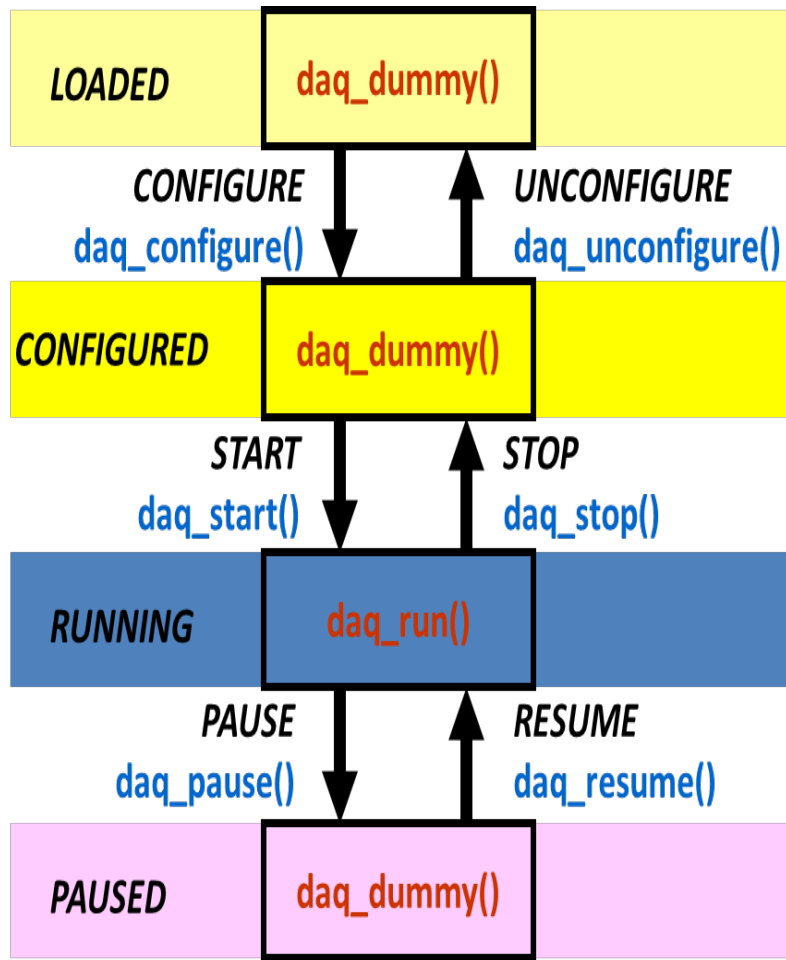 LOADED
daq_dummy()
CONFIGURE
UNCONFIGURE
daq_configure()
daq_unconfigure()
CONFIGURED
daq_dummy()
START
STOP
daq_start()
daq_stop()
RUNNING
daq_run()
PAUSE
RESUME
daq_pause()
daq_resume()
PAUSED
daq_dummy()